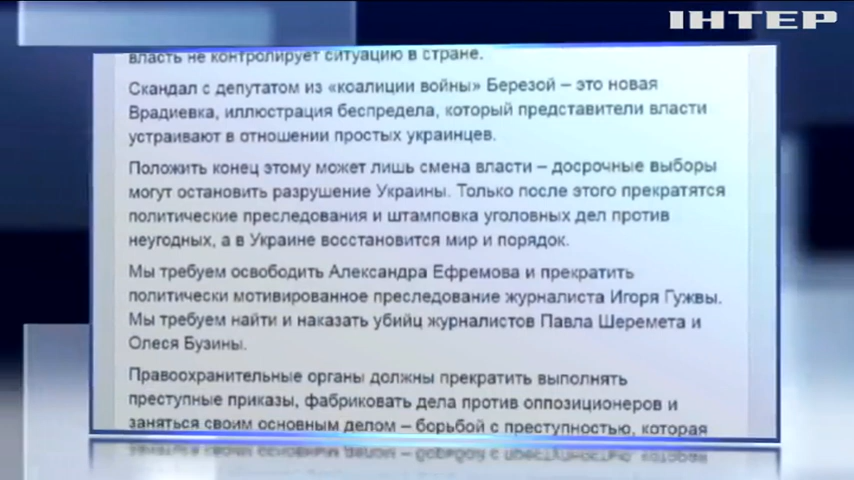 ІНТЕР
власть не контролирует ситуацию в стране.
Скандал с депутатом из «коалиции войны» Березой – это новая
Врадиевка, иллюстрация беспредела, который представители власти
устраивают в отношении простых украинцев.
Положить конец этому может лишь смена власти – досрочные выборы
могут остановить разрушение Украины. Только после этого прекратятся
политические преследования и штамповка уголовных дел против
неугодных, а в Украине восстановится мир и порядок.
Мы требуем освободить Александра Ефремова и прекратить
политически мотивированное преследование журналиста Игоря Гужвы.
Мы требуем найти и наказать убийц журналистов Павла Шеремета и
Олеся Бузины.
Правоохранительные органы должны прекратить выполнять
преступные приказы, фабриковать дела против оппозиционеров и
заняться своим основным делом – борьбой с преступностью, которая